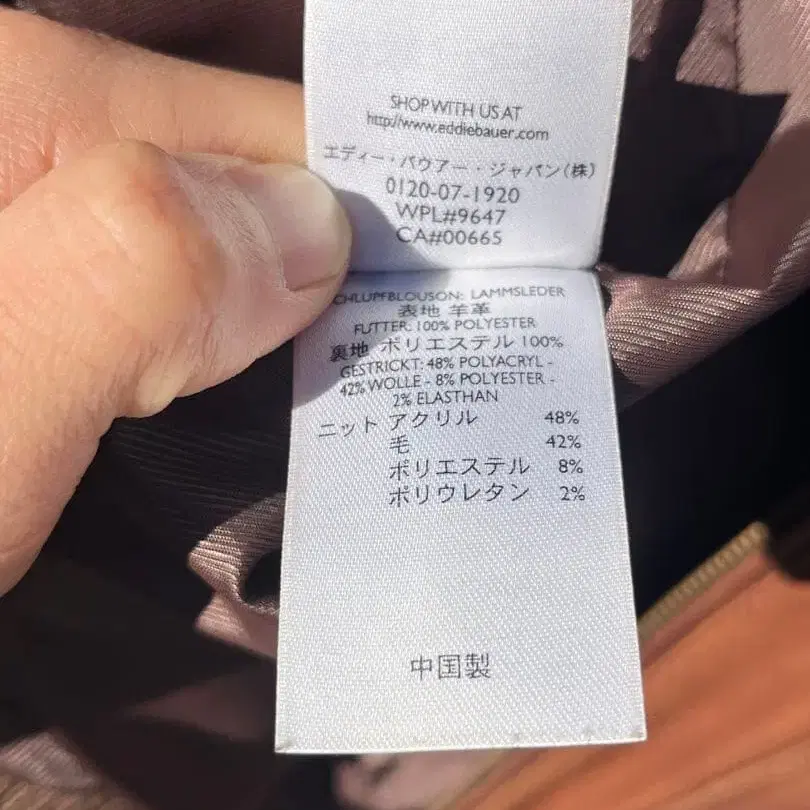 SHOP WITH US AT
http://www.eddiebauer.com
エディー・バウアー・ジャパン(株)
0120-07-1920
WPL#9647
CA#00665
CHLUPFBLOUSON: LAMMSLEDER
表地 羊革
FUTTER: 100% POLYESTER
裏地 ポリエステル 100%
GESTRICKT: 48% POLYACRYL -
42% WOLLE - 8% POLYESTER -
2% ELASTHAN
ニット アクリル 48%
毛 42%
ポリエステル 8%
ポリウレタン 2%
中国製